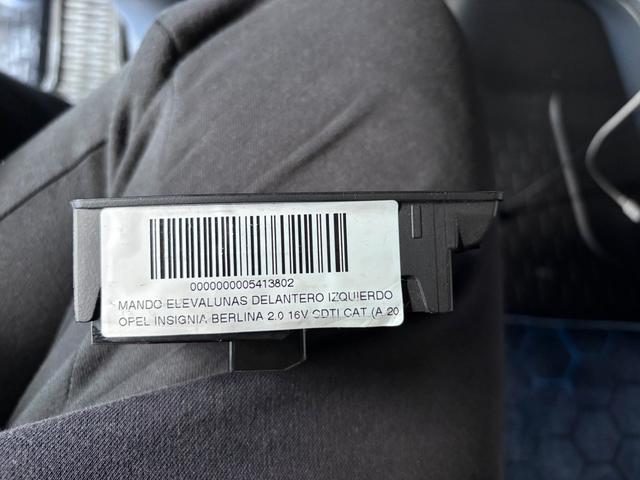 0000000005413802
MANDO ELEVALUNAS DELANTERO IZQUIERDO
OPEL INSIGNIA BERLINA 2.0 16V CDTI CAT (A 20